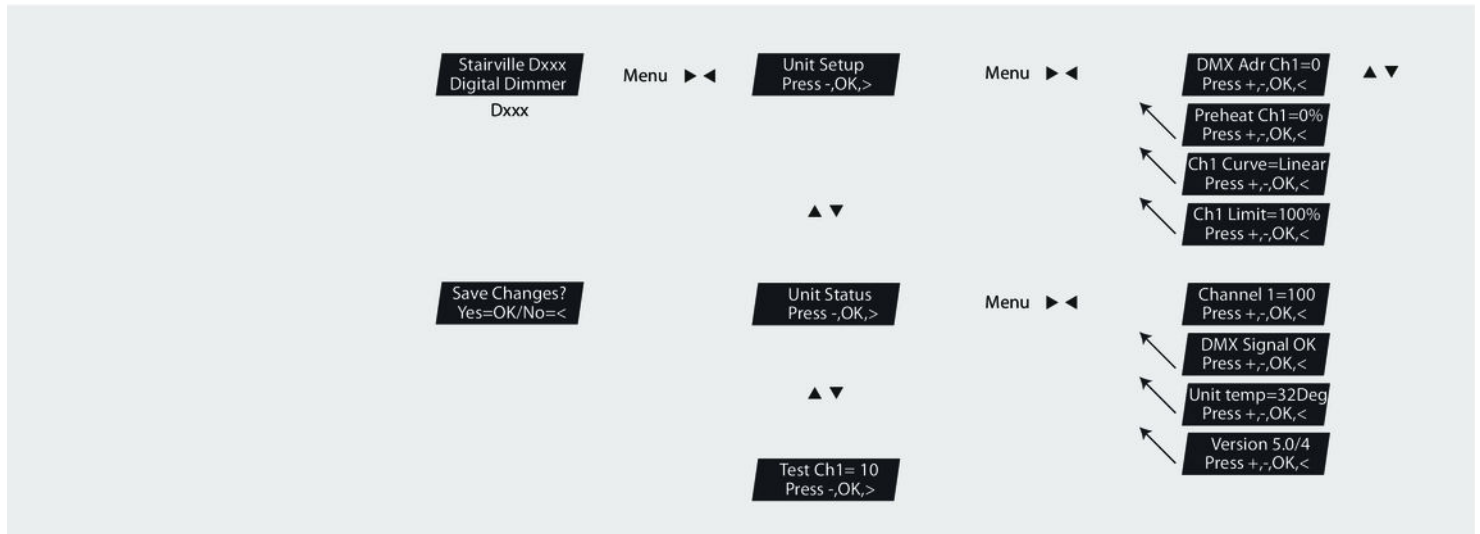 Stairville Dxxx
Digital Dimmer
Dxxx
Menu ▶ ◀
Unit Setup
Press -,OK,>
Menu ▶ ◀
DMX Adr Ch1=0
Press +,-,OK,<
▲ ▼
Preheat Ch1=0%
Press +,-,OK,<
Ch1 Curve=Linear
Press +,-,OK,<
Ch1 Limit=100%
Press +,-,OK,<
▲ ▼
Save Changes?
Yes=OK/No=<
Unit Status
Press -,OK,>
Menu ▶ ◀
Channel 1=100
Press +,-,OK,<
DMX Signal OK
Press +,-,OK,<
Unit temp=32Deg
Press +,-,OK,<
Version 5.0/4
Press +,-,OK,<
▲ ▼
Test Ch1= 10
Press -,OK,>